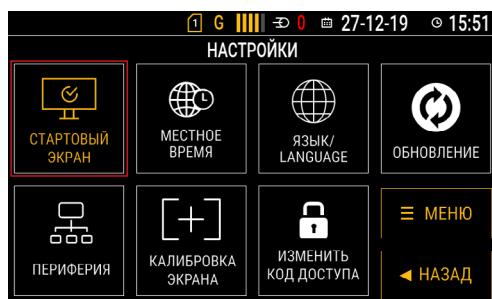 1 G 0 27-12-19 15:51
НАСТРОЙКИ
СТАРТОВЫЙ
ЭКРАН
МЕСТНОЕ
ВРЕМЯ
ЯЗЫК/
LANGUAGE
ОБНОВЛЕНИЕ
ПЕРИФЕРИЯ
КАЛИБРОВКА
ЭКРАНА
ИЗМЕНИТЬ
КОД ДОСТУПА
МЕНЮ
НАЗАД